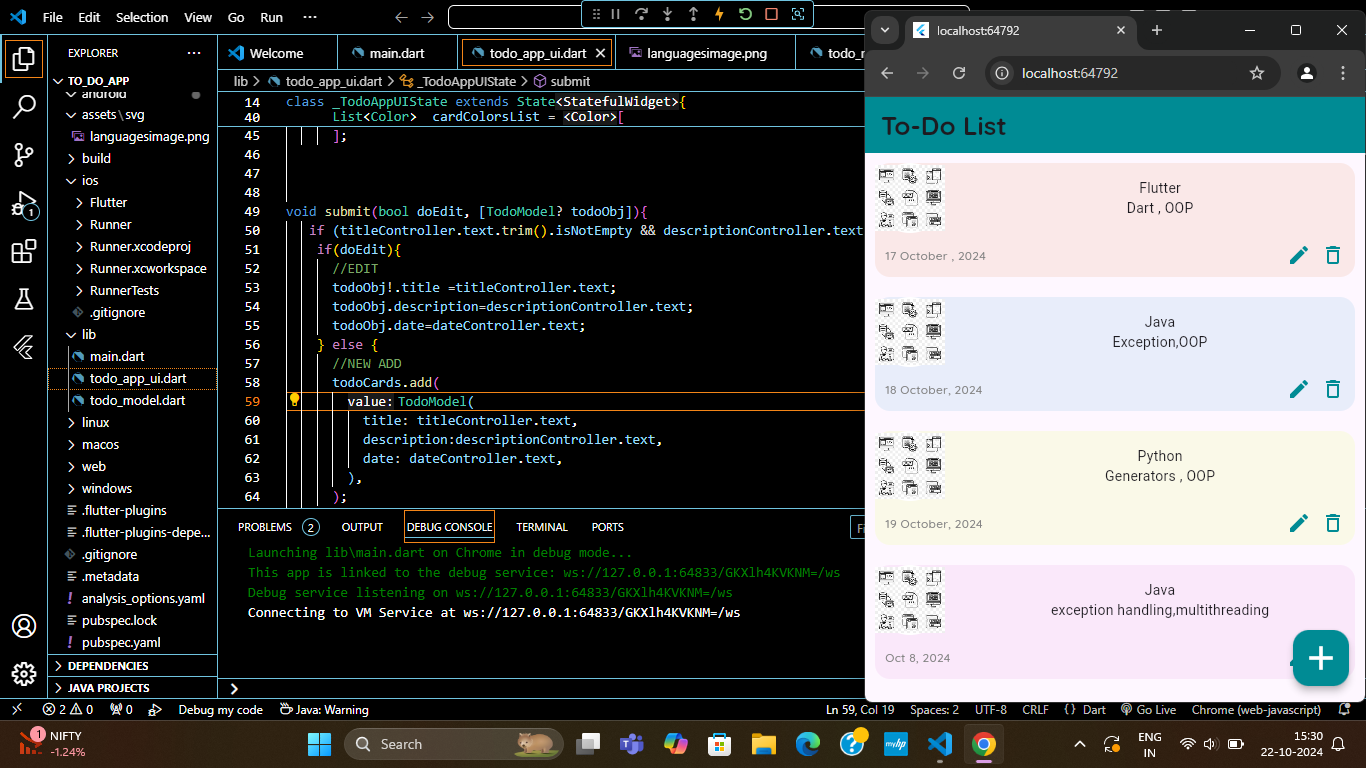 File Edit Selection View Go Run ···
EXPLORER ···
TO_DO_APP
android
assets\svg
languagesimage.png
build
ios
Flutter
Runner
Runner.xcodeproj
Runner.xcworkspace
RunnerTests
.gitignore
lib
main.dart
todo_app_ui.dart
todo_model.dart
linux
macos
web
windows
.flutter-plugins
.flutter-plugins-depe...
.gitignore
.metadata
analysis_options.yaml
pubspec.lock
pubspec.yaml
DEPENDENCIES
JAVA PROJECTS
1
Welcome main.dart todo_app_ui.dart languagesimage.png todo_m
lib > todo_app_ui.dart > _TodoAppUIState > submit
14 class _TodoAppUIState extends State<StatefulWidget>{
40 List<Color> cardColorsList = <Color>[
45 ];
46
47
48
49 void submit(bool doEdit, [TodoModel? todoObj]){
50 if (titleController.text.trim().isNotEmpty && descriptionController.text
51 if(doEdit){
52 //EDIT
53 todoObj!.title =titleController.text;
54 todoObj.description=descriptionController.text;
55 todoObj.date=dateController.text;
56 } else {
57 //NEW ADD
58 todoCards.add(
59 value: TodoModel(
60 title: titleController.text,
61 description:descriptionController.text,
62 date: dateController.text,
63 ),
64 );
PROBLEMS 2 OUTPUT DEBUG CONSOLE TERMINAL PORTS Fi
Launching lib\main.dart on Chrome in debug mode...
This app is linked to the debug service: ws://127.0.0.1:64833/GKXlh4KVKNM=/ws
Debug service listening on ws://127.0.0.1:64833/GKXlh4KVKNM=/ws
Connecting to VM Service at ws://127.0.0.1:64833/GKXlh4KVKNM=/ws
localhost:64792
localhost:64792
To-Do List
Flutter
Dart , OOP
17 October , 2024
Java
Exception,OOP
18 October, 2024
Python
Generators , OOP
19 October, 2024
Java
exception handling,multithreading
Oct 8, 2024
2 0 0 Debug my code Java: Warning Ln 59, Col 19 Spaces: 2 UTF-8 CRLF {} Dart Go Live Chrome (web-javascript)
1 NIFTY
-1.24%
Search
myhp
ENG
IN
15:30
22-10-2024